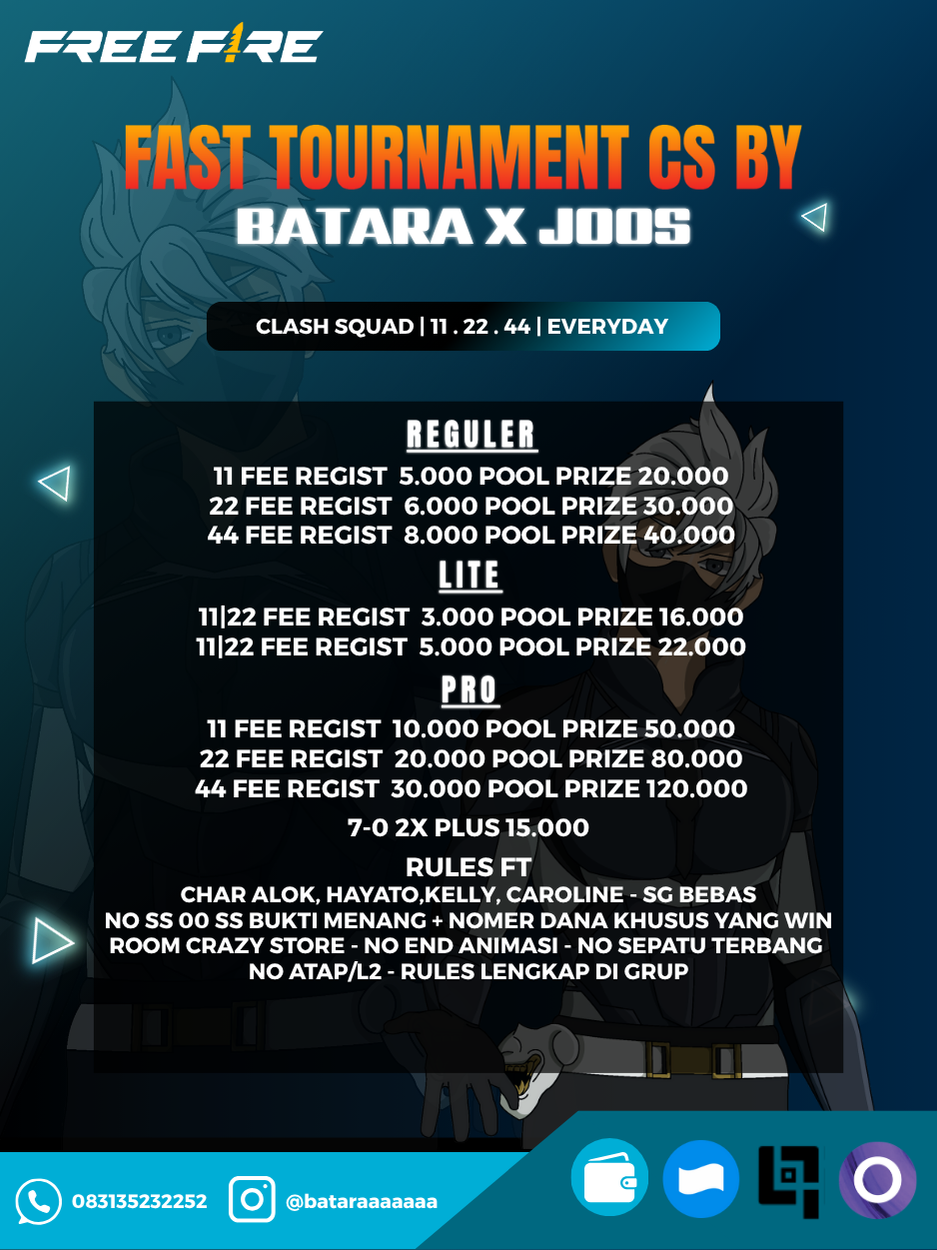 FREE FIRE
FAST TOURNAMENT CS BY
BATARA X JOOS
CLASH SQUAD | 11 . 22 . 44 | EVERYDAY
REGULER
11 FEE REGIST 5.000 POOL PRIZE 20.000
22 FEE REGIST 6.000 POOL PRIZE 30.000
44 FEE REGIST 8.000 POOL PRIZE 40.000
LITE
11|22 FEE REGIST 3.000 POOL PRIZE 16.000
11|22 FEE REGIST 5.000 POOL PRIZE 22.000
PRO
11 FEE REGIST 10.000 POOL PRIZE 50.000
22 FEE REGIST 20.000 POOL PRIZE 80.000
44 FEE REGIST 30.000 POOL PRIZE 120.000
7-0 2X PLUS 15.000
RULES FT
CHAR ALOK, HAYATO,KELLY, CAROLINE - SG BEBAS
NO SS 00 SS BUKTI MENANG + NOMER DANA KHUSUS YANG WIN
ROOM CRAZY STORE - NO END ANIMASI - NO SEPATU TERBANG
NO ATAP/L2 - RULES LENGKAP DI GRUP
083135232252 @bataraaaaaaa